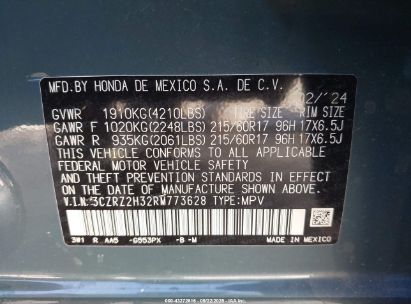 MFD.BY HONDA DE MEXICO S.A. DE C.V.
02/'24
GVWR 1910KG(4210LBS) TIRE SIZE RIM SIZE
GAWR F 1020KG(2248LBS) 215/60R17 96H 17X6.5J
GAWR R 935KG(2061LBS) 215/60R17 96H 17X6.5J
THIS VEHICLE CONFORMS TO ALL APPLICABLE
FEDERAL MOTOR VEHICLE SAFETY AND THEFT
PREVENTION STANDARDS IN EFFECT ON THE DATE
OF MANUFACTURE SHOWN ABOVE.
V.I.N:3CZRZ2H32RM773628 TYPE:MPV
3W1 R AA5 -G553PX -B -M MEXICO